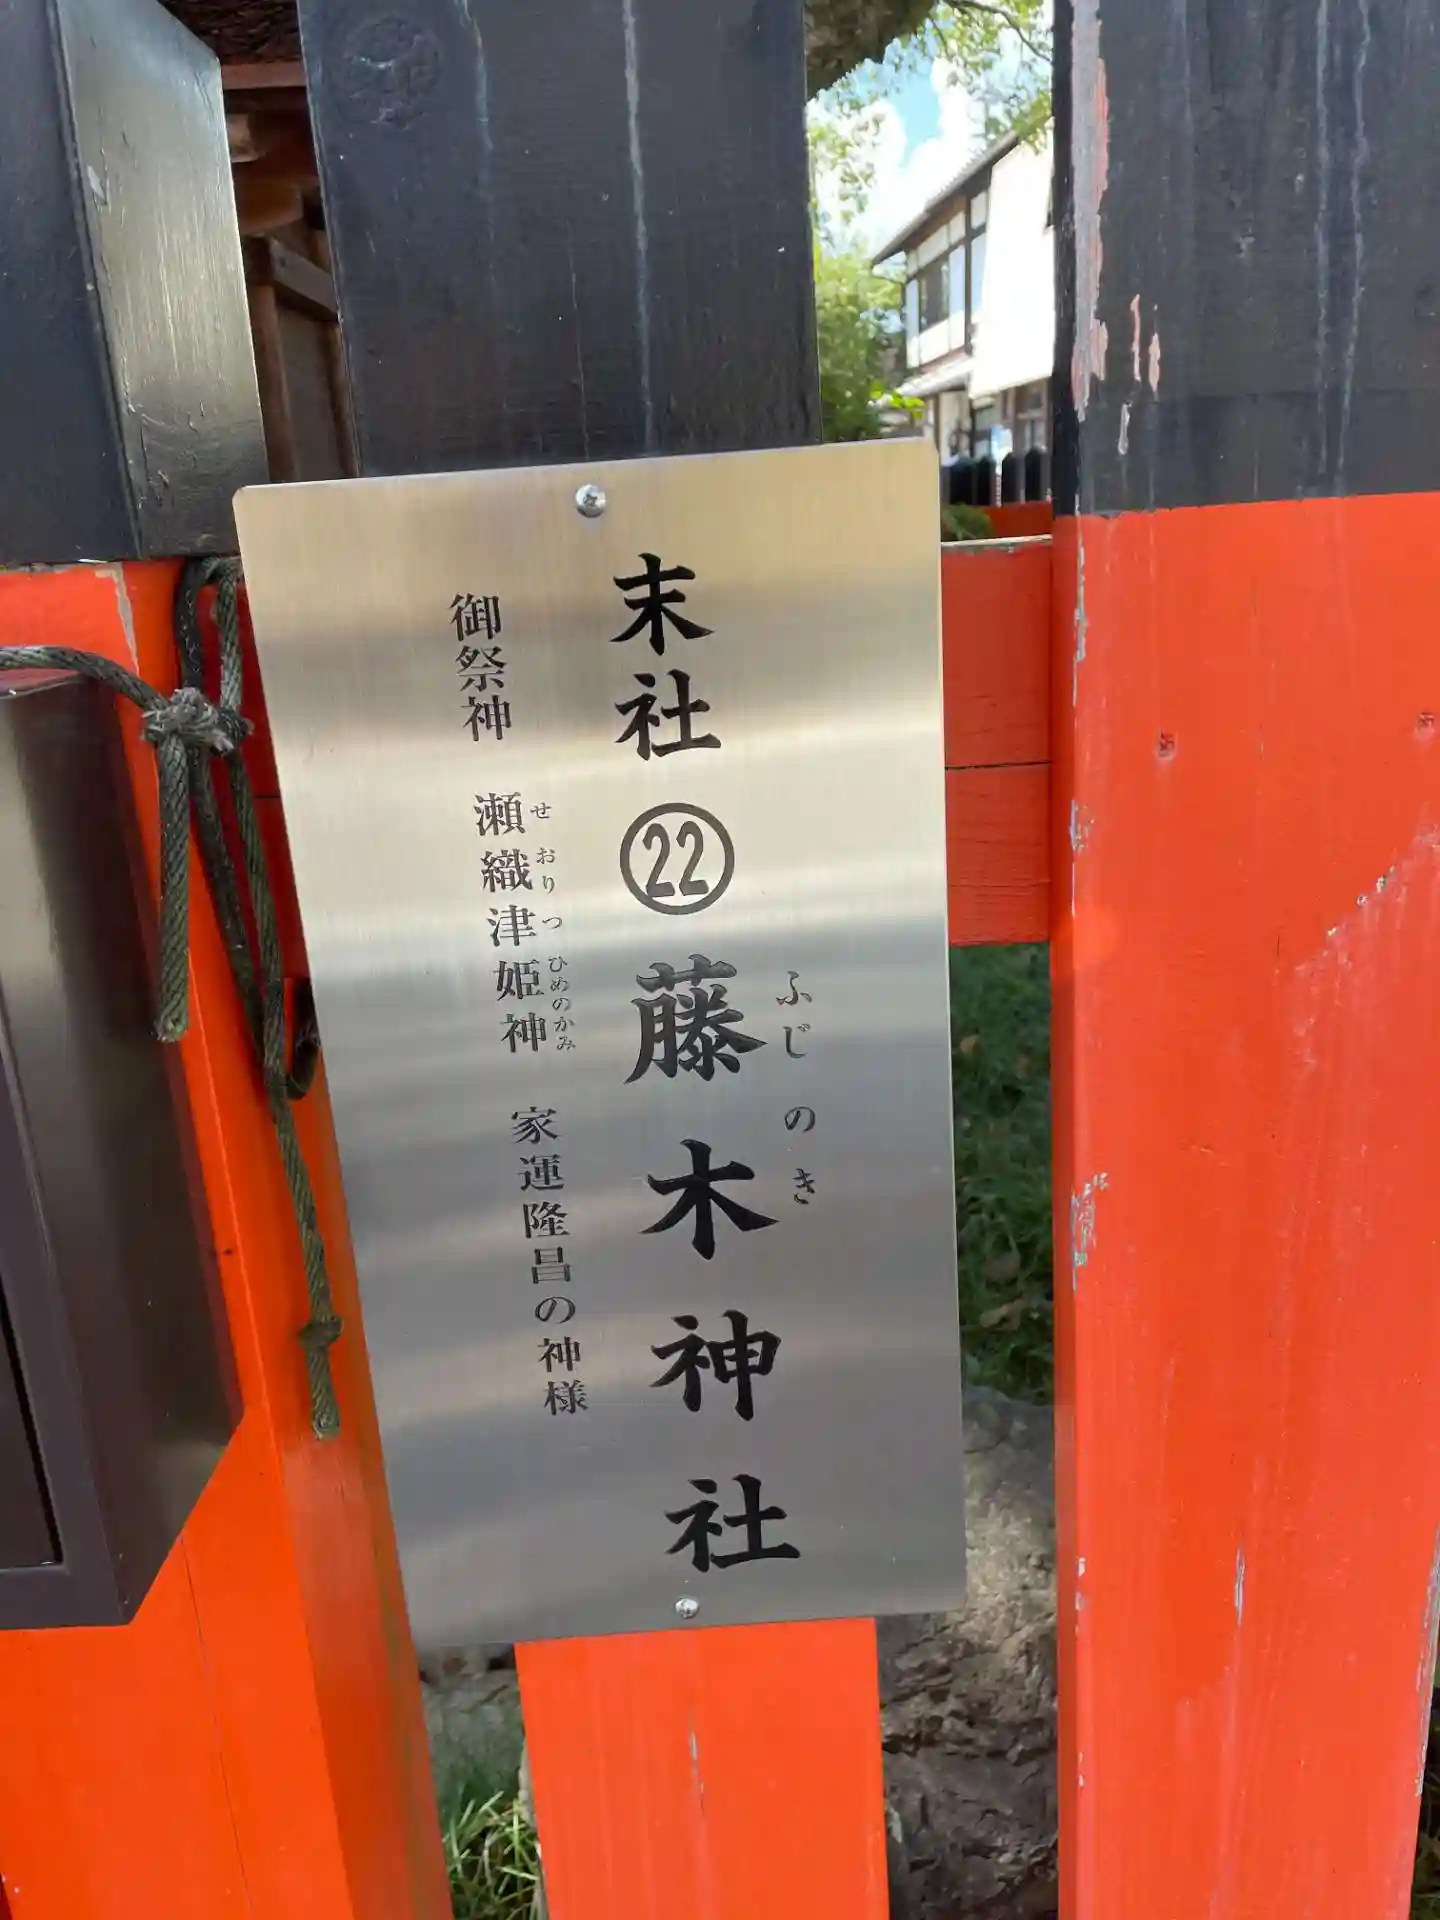 末社 ㉒ 藤木神社
ふじのき
御祭神 瀬織津姫神 家運隆昌の神様
せおりつひめのかみ